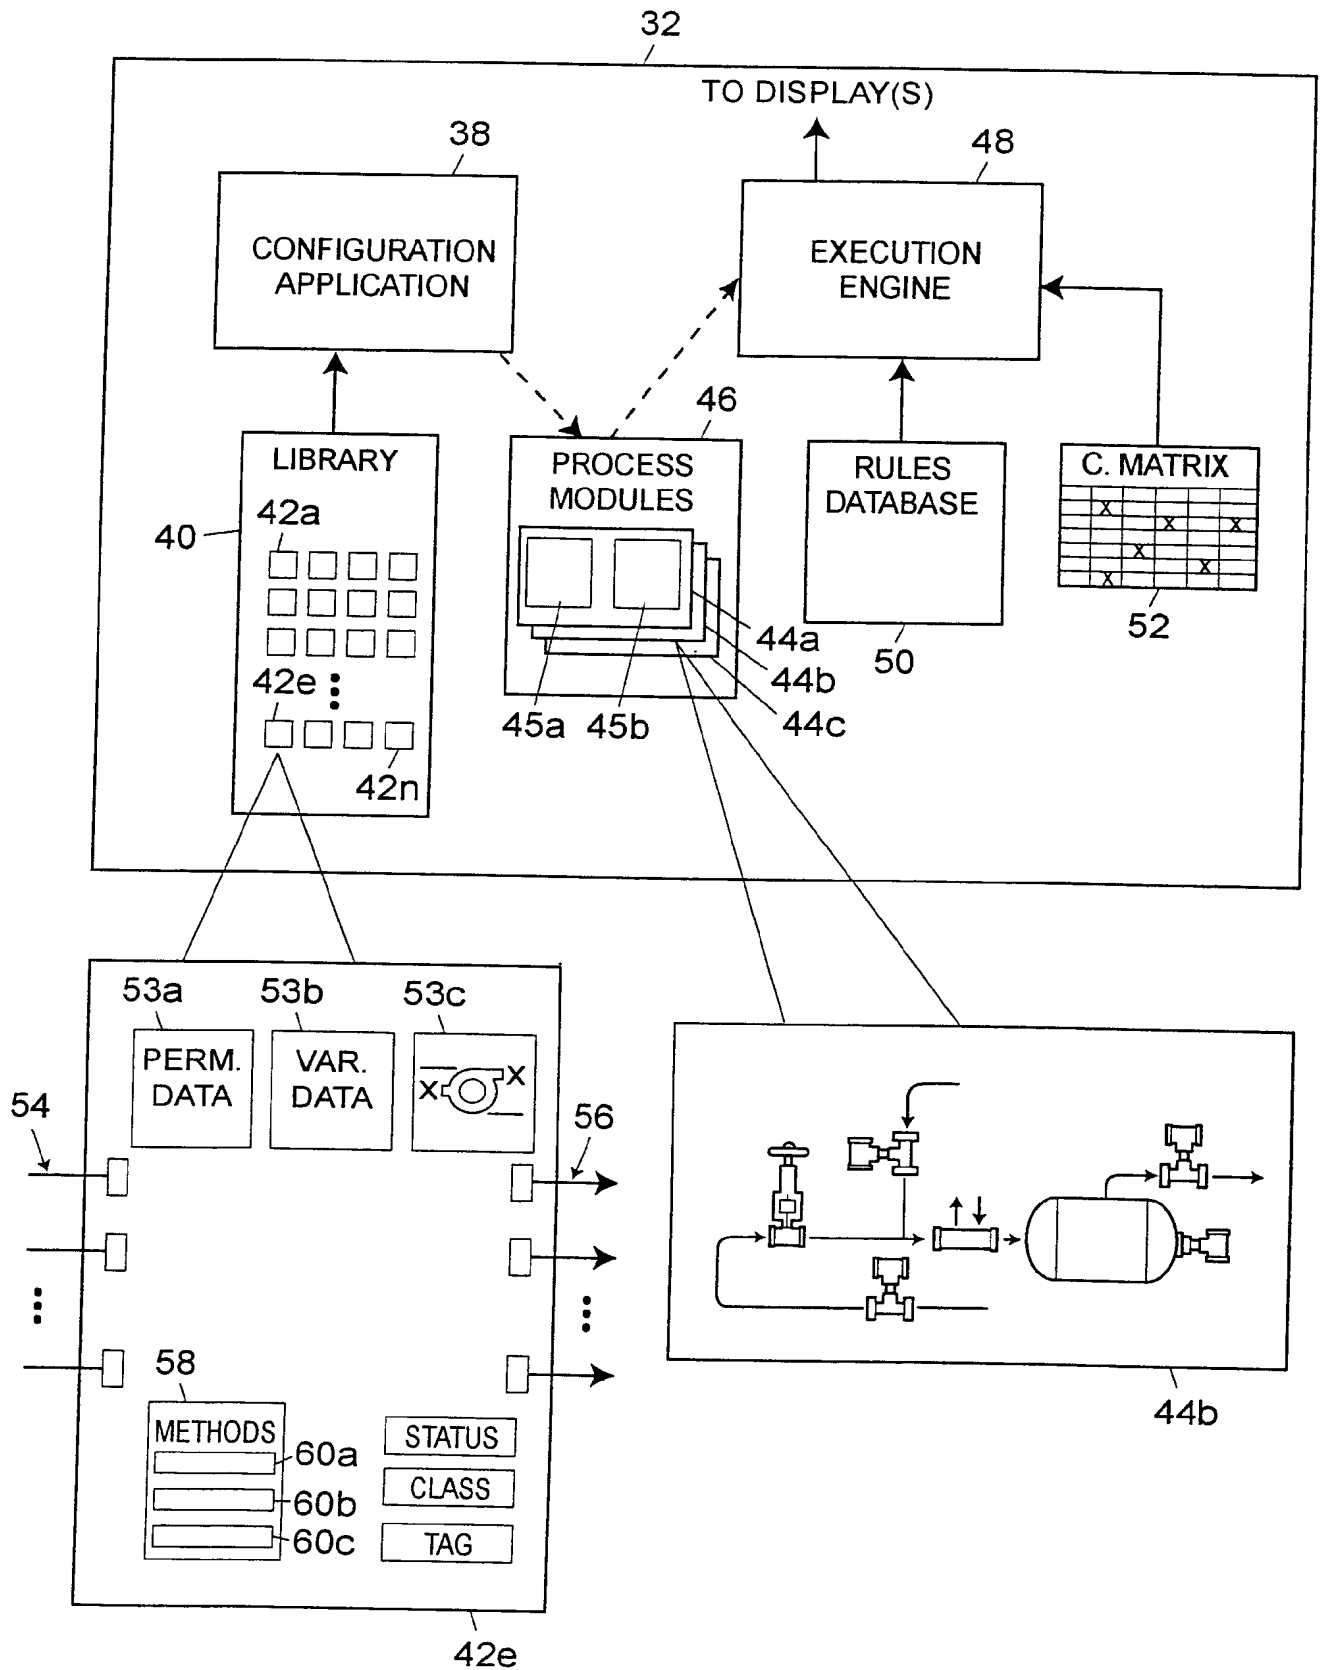 32
TO DISPLAY(S)
38
48
CONFIGURATION
APPLICATION
EXECUTION
ENGINE
46
LIBRARY
PROCESS
MODULES
RULES
DATABASE
C. MATRIX
X
X
X
X
X
X
40
42a
42e
42n
45a
45b
44a
44b
44c
50
52
53a
53b
53c
PERM.
DATA
VAR.
DATA
X
X
54
56
58
METHODS
60a
60b
60c
STATUS
CLASS
TAG
42e
44b